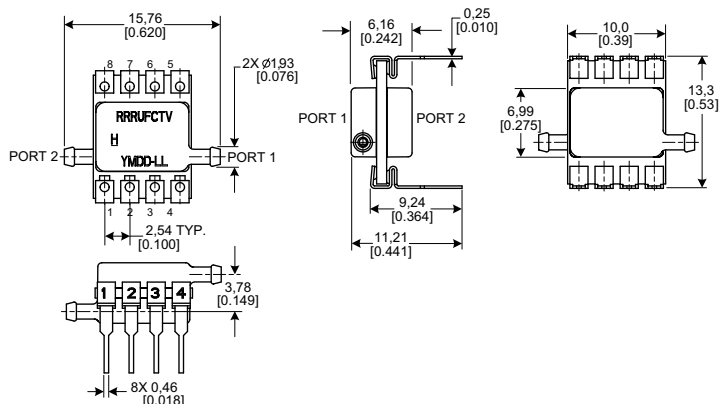 15,76
[0.620]
8 7 6 5
2X Ø1,93
[0.076]
RRRUFCTV
H
YMDD-LL
PORT 2
PORT 1
1 2 3 4
2,54 TYP.
[0.100]
6,16
[0.242]
0,25
[0.010]
PORT 1
PORT 2
9,24
[0.364]
11,21
[0.441]
10,0
[0.39]
6,99
[0.275]
13,3
[0.53]
1 2 3 4
3,78
[0.149]
8X 0,46
[0.018]